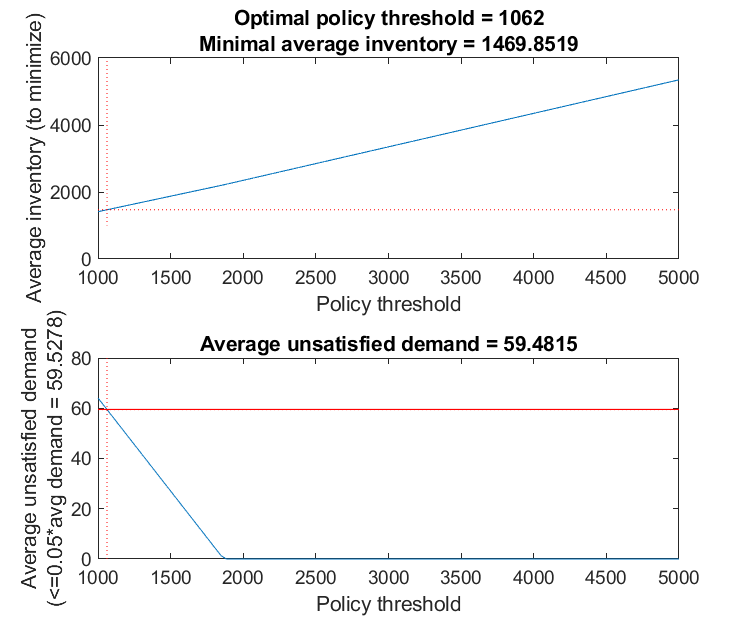 Optimal policy threshold = 1062
Minimal average inventory = 1469.8519
Average inventory (to minimize)
6000
4000
2000
0
1000 1500 2000 2500 3000 3500 4000 4500 5000
Policy threshold
Average unsatisfied demand = 59.4815
Average unsatisfied demand
(<=0.05*avg demand = 59.5278)
80
60
40
20
0
1000 1500 2000 2500 3000 3500 4000 4500 5000
Policy threshold